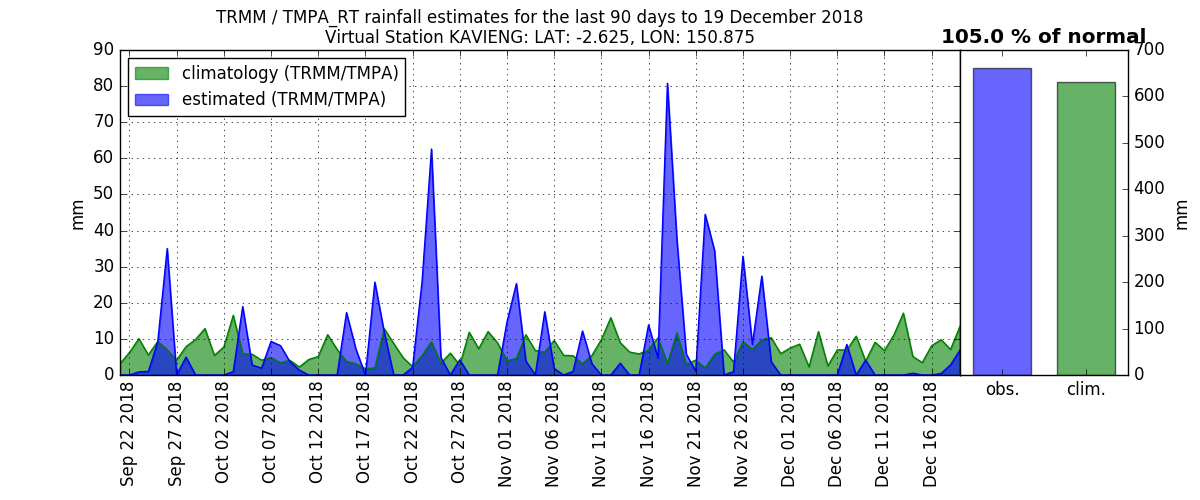 TRMM / TMPA_RT rainfall estimates for the last 90 days to 19 December 2018
Virtual Station KAVIENG: LAT: -2.625, LON: 150.875
105.0 % of normal
climatology (TRMM/TMPA)
estimated (TRMM/TMPA)
90
80
70
60
50
40
30
20
10
0
mm
Sep 22 2018
Sep 27 2018
Oct 02 2018
Oct 07 2018
Oct 12 2018
Oct 17 2018
Oct 22 2018
Oct 27 2018
Nov 01 2018
Nov 06 2018
Nov 11 2018
Nov 16 2018
Nov 21 2018
Nov 26 2018
Dec 01 2018
Dec 06 2018
Dec 11 2018
Dec 16 2018
obs.
clim.
700
600
500
400
300
200
100
0
mm